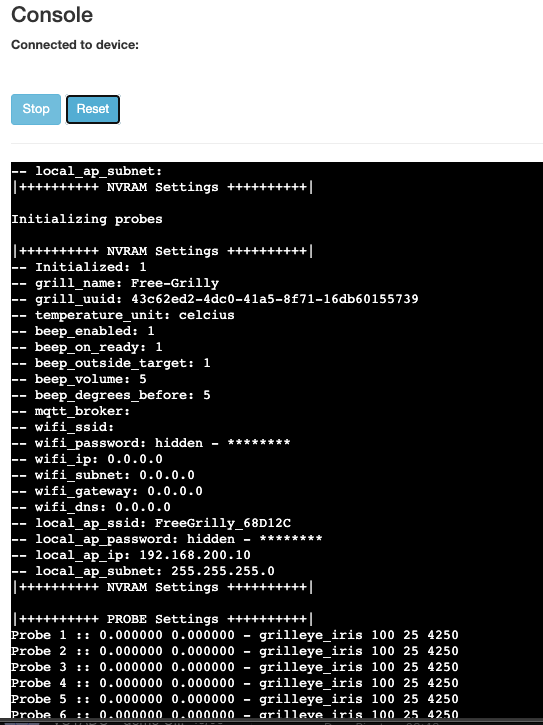 Console
Connected to device:
Stop Reset
-- local_ap_subnet:
|++++++++++ NVRAM Settings ++++++++++|
Initializing probes
|++++++++++ NVRAM Settings ++++++++++|
-- Initialized: 1
-- grill_name: Free-Grilly
-- grill_uuid: 43c62ed2-4dc0-41a5-8f71-16db60155739
-- temperature_unit: celcius
-- beep_enabled: 1
-- beep_on_ready: 1
-- beep_outside_target: 1
-- beep_volume: 5
-- beep_degrees_before: 5
-- mqtt_broker:
-- wifi_ssid:
-- wifi_password: hidden - ********
-- wifi_ip: 0.0.0.0
-- wifi_subnet: 0.0.0.0
-- wifi_gateway: 0.0.0.0
-- wifi_dns: 0.0.0.0
-- local_ap_ssid: FreeGrilly_68D12C
-- local_ap_password: hidden - ********
-- local_ap_ip: 192.168.200.10
-- local_ap_subnet: 255.255.255.0
|++++++++++ NVRAM Settings ++++++++++|
|++++++++++ PROBE Settings ++++++++++|
Probe 1 :: 0.000000 0.000000 - grilleye_iris 100 25 4250
Probe 2 :: 0.000000 0.000000 - grilleye_iris 100 25 4250
Probe 3 :: 0.000000 0.000000 - grilleye_iris 100 25 4250
Probe 4 :: 0.000000 0.000000 - grilleye_iris 100 25 4250
Probe 5 :: 0.000000 0.000000 - grilleye_iris 100 25 4250
Probe 6 :: 0.000000 0.000000 - grilleye_iris 100 25 4250